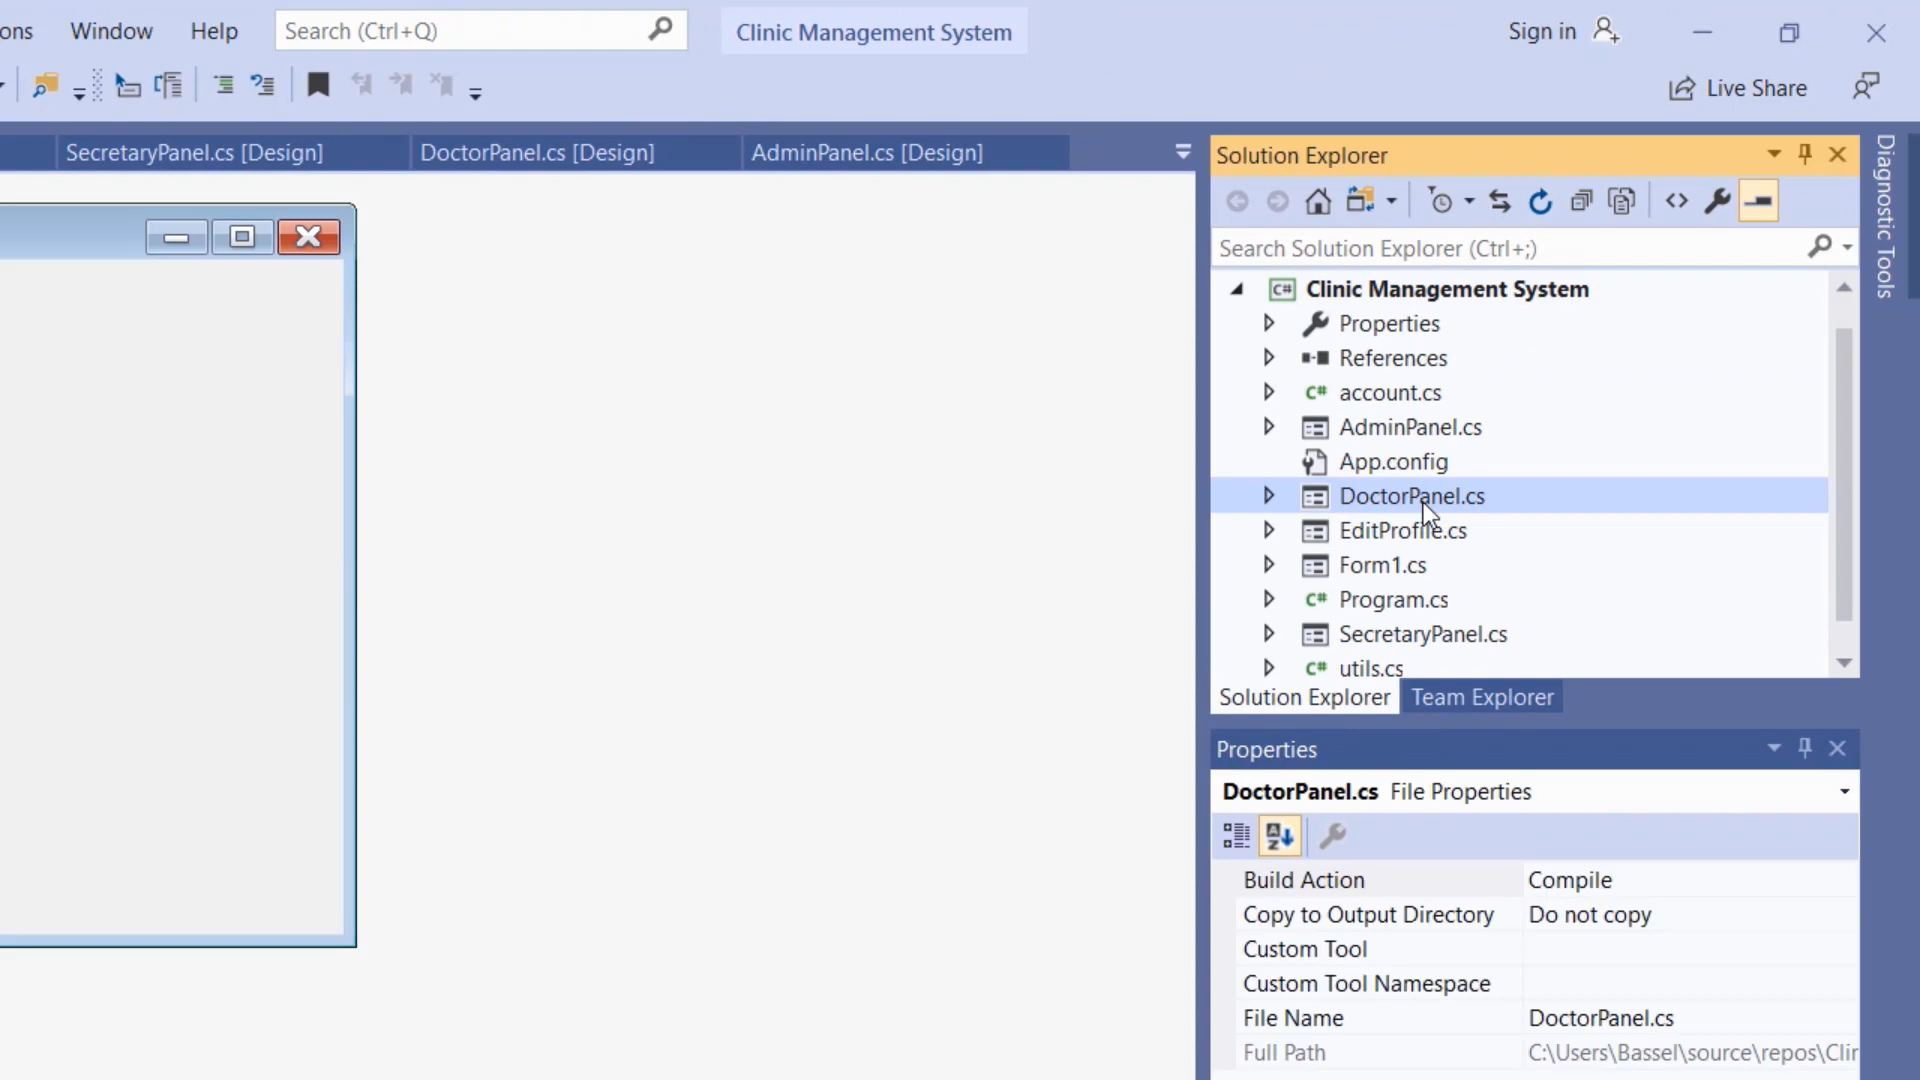 ons Window Help Search (Ctrl+Q) Clinic Management System Sign in
Live Share
SecretaryPanel.cs [Design] DoctorPanel.cs [Design] AdminPanel.cs [Design]
Solution Explorer
Search Solution Explorer (Ctrl+;)
C# Clinic Management System
Properties
References
C# account.cs
AdminPanel.cs
App.config
DoctorPanel.cs
EditProfile.cs
Form1.cs
C# Program.cs
SecretaryPanel.cs
C# utils.cs
Solution Explorer Team Explorer
Diagnostic Tools
Properties
DoctorPanel.cs File Properties
Build Action Compile
Copy to Output Directory Do not copy
Custom Tool
Custom Tool Namespace
File Name DoctorPanel.cs
Full Path C:\Users\Bassel\source\repos\Clir